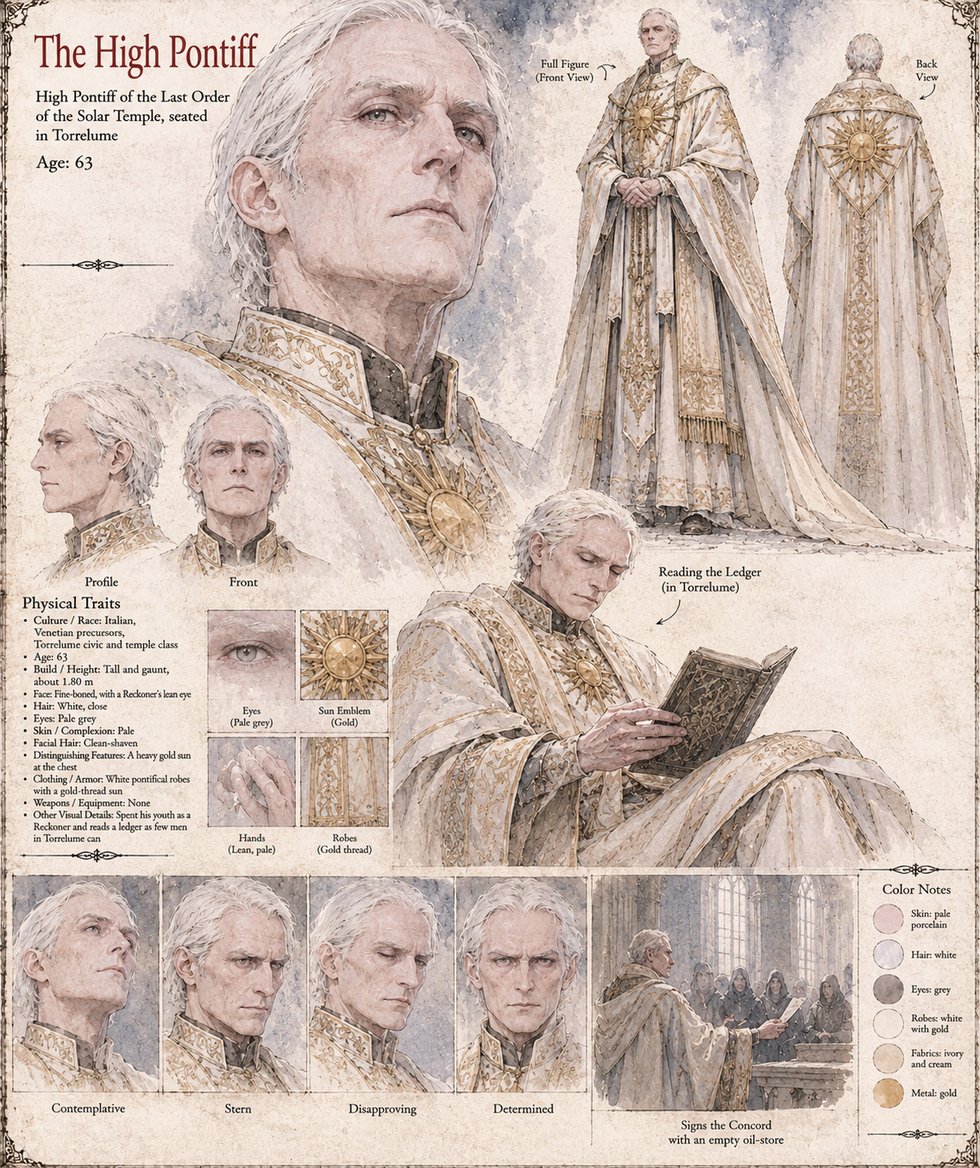 The High Pontiff
High Pontiff of the Last Order
of the Solar Temple, seated
in Torrelume
Age: 63
Full Figure
(Front View)
Back
View
Profile
Front
Physical Traits
• Culture / Race: Italian,
Venetian precursors,
Torrelume civic and temple class
• Age: 63
• Build / Height: Tall and gaunt,
about 1.80 m
• Face: Fine-boned, with a Reckoner's lean eye
• Hair: White, close
• Eyes: Pale grey
• Skin / Complexion: Pale
• Facial Hair: Clean-shaven
• Distinguishing Features: A heavy gold sun
at the chest
• Clothing / Armor: White pontifical robes
with a gold-thread sun
• Weapons / Equipment: None
• Other Visual Details: Spent his youth as a
Reckoner and reads a ledger as few men
in Torrelume can
Eyes
(Pale grey)
Sun Emblem
(Gold)
Hands
(Lean, pale)
Robes
(Gold thread)
Reading the Ledger
(in Torrelume)
Contemplative
Stern
Disapproving
Determined
Signs the Concord
with an empty oil-store
Color Notes
Skin: pale
porcelain
Hair: white
Eyes: grey
Robes: white
with gold
Fabrics: ivory
and cream
Metal: gold